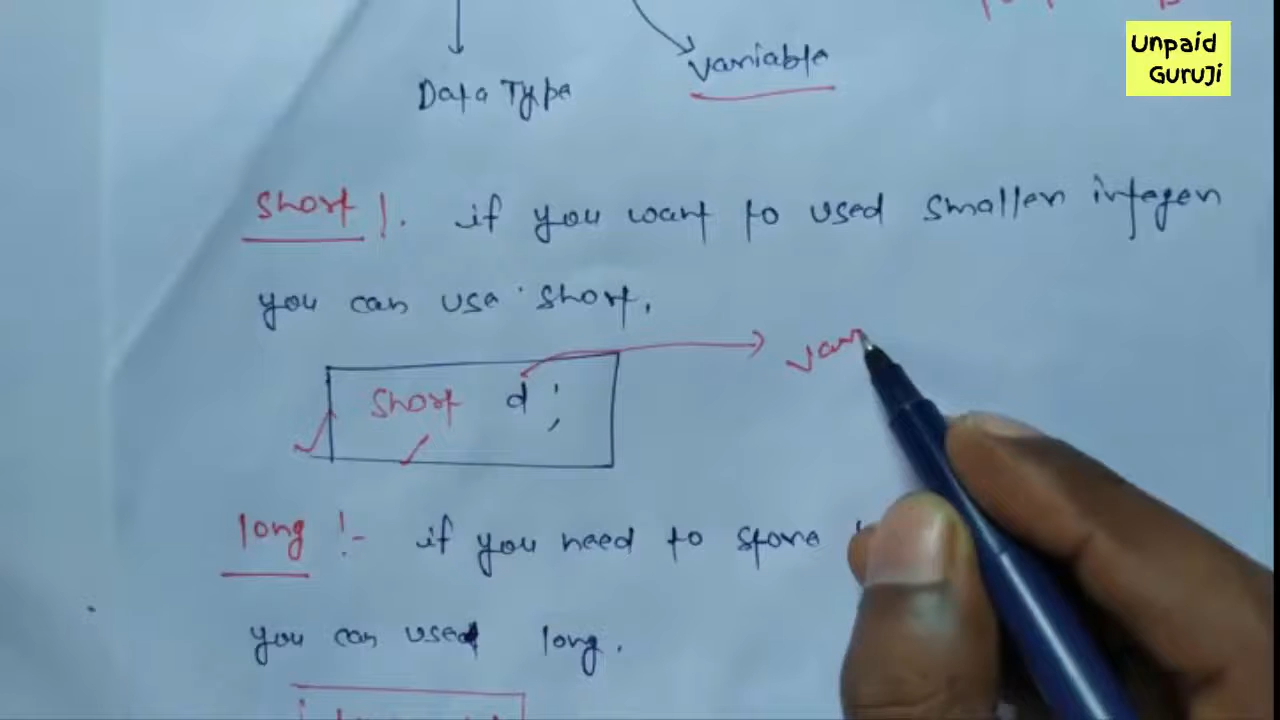 Unpaid
GuruJi
variable
Data Type
short :- if you want to used smaller integer
you can use short.
short d ;
var
long :- if you need to store
you can used long.